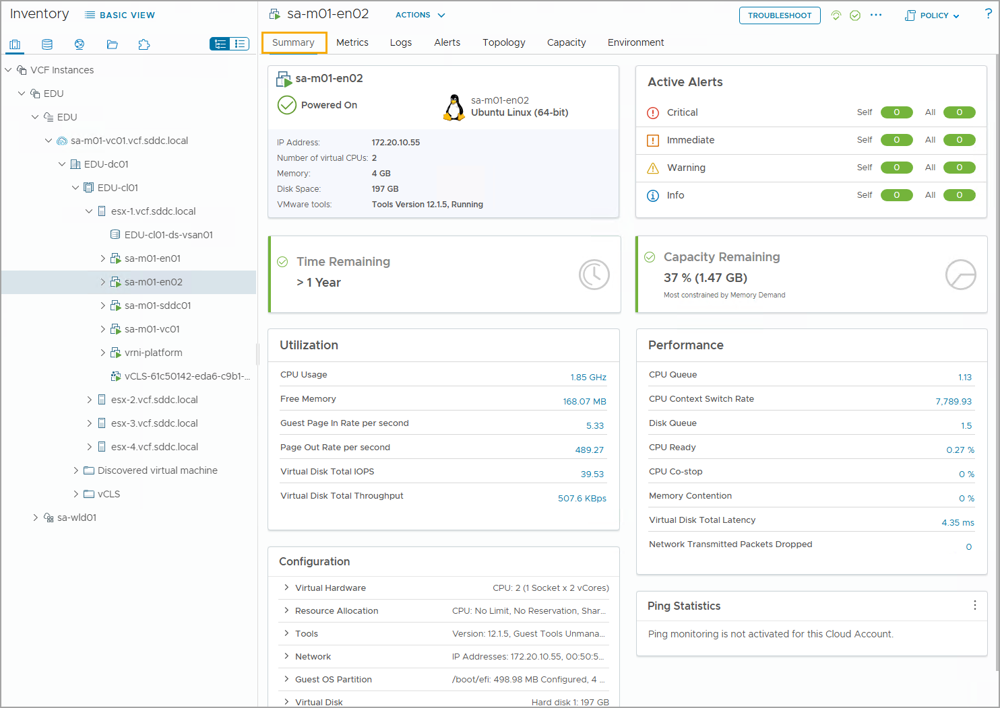 Inventory
BASIC VIEW
VCF Instances
EDU
EDU
sa-m01-vc01.vcf.sddc.local
EDU-dc01
EDU-cl01
esx-1.vcf.sddc.local
EDU-cl01-ds-vsan01
sa-m01-en01
sa-m01-en02
sa-m01-sddc01
sa-m01-vc01
vrni-platform
vCLS-61c50142-eda6-c9b1-...
esx-2.vcf.sddc.local
esx-3.vcf.sddc.local
esx-4.vcf.sddc.local
Discovered virtual machine
vCLS
sa-wld01
sa-m01-en02
ACTIONS
TROUBLESHOOT
POLICY
?
Summary Metrics Logs Alerts Topology Capacity Environment
sa-m01-en02
Powered On
sa-m01-en02
Ubuntu Linux (64-bit)
IP Address: 172.20.10.55
Number of virtual CPUs: 2
Memory: 4 GB
Disk Space: 197 GB
VMware tools: Tools Version 12.1.5, Running
Active Alerts
Critical Self 0 All 0
Immediate Self 0 All 0
Warning Self 0 All 0
Info Self 0 All 0
Time Remaining
> 1 Year
Capacity Remaining
37 % (1.47 GB)
Most constrained by Memory Demand
Utilization
CPU Usage 1.85 GHz
Free Memory 168.07 MB
Guest Page In Rate per second 5.33
Page Out Rate per second 489.27
Virtual Disk Total IOPS 39.53
Virtual Disk Total Throughput 507.6 KBps
Performance
CPU Queue 1.13
CPU Context Switch Rate 7,789.93
Disk Queue 1.5
CPU Ready 0.27 %
CPU Co-stop 0 %
Memory Contention 0 %
Virtual Disk Total Latency 4.35 ms
Network Transmitted Packets Dropped 0
Configuration
Virtual Hardware CPU: 2 (1 Socket x 2 vCores)
Resource Allocation CPU: No Limit, No Reservation, Shar...
Tools Version: 12.1.5, Guest Tools Unmana...
Network IP Addresses: 172.20.10.55, 00:50:5...
Guest OS Partition /boot/efi: 498.98 MB Configured, 4 ...
Virtual Disk Hard disk 1: 197 GB
Ping Statistics
Ping monitoring is not activated for this Cloud Account.